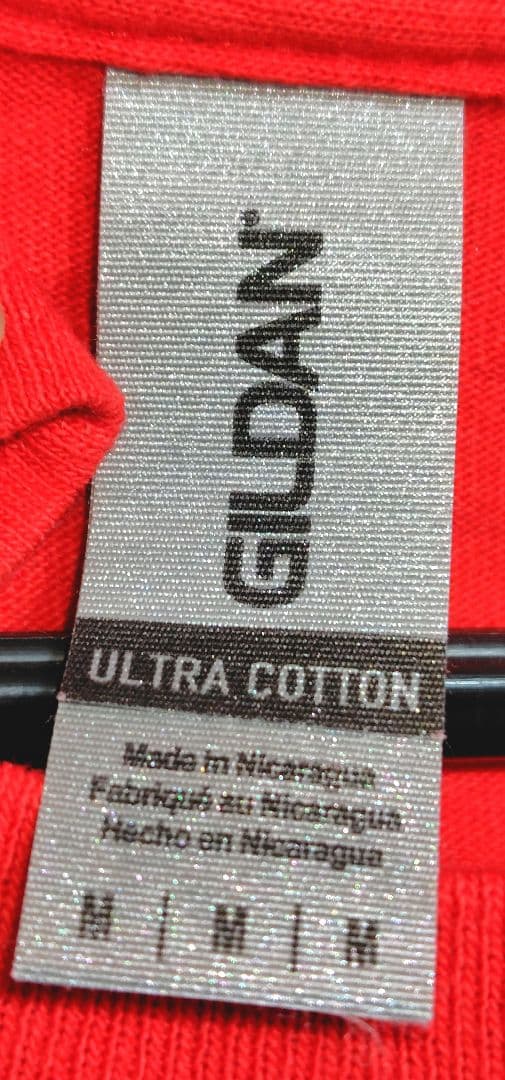 GILDAN®
ULTRA COTTON
Made in Nicaragua
Fabriqué au Nicaragua
Hecho en Nicaragua
M | M | M